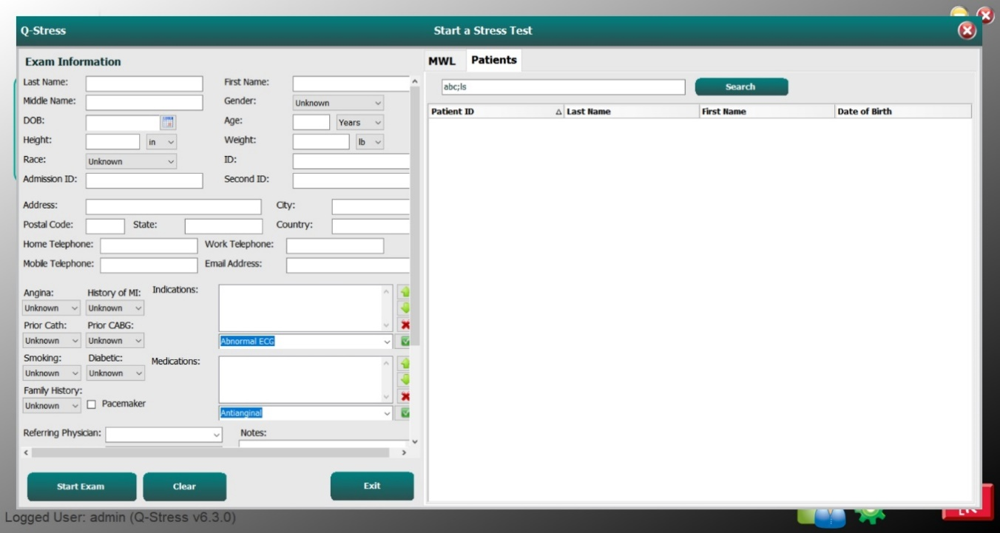 Q-Stress Start a Stress Test
Exam Information
Last Name: First Name:
Middle Name: Gender: Unknown
DOB: Age: Years
Height: in Weight: lb
Race: Unknown ID:
Admission ID: Second ID:
Address: City:
Postal Code: State: Country:
Home Telephone: Work Telephone:
Mobile Telephone: Email Address:
Angina: History of MI: Indications:
Unknown Unknown
Prior Cath: Prior CABG:
Unknown Unknown Abnormal ECG
Smoking: Diabetic: Medications:
Unknown Unknown
Family History:
Unknown Pacemaker
Antianginal
Referring Physician: Notes:
Start Exam Clear Exit
MWL Patients
abc;ls Search
Patient ID Last Name First Name Date of Birth
Logged User: admin (Q-Stress v6.3.0)